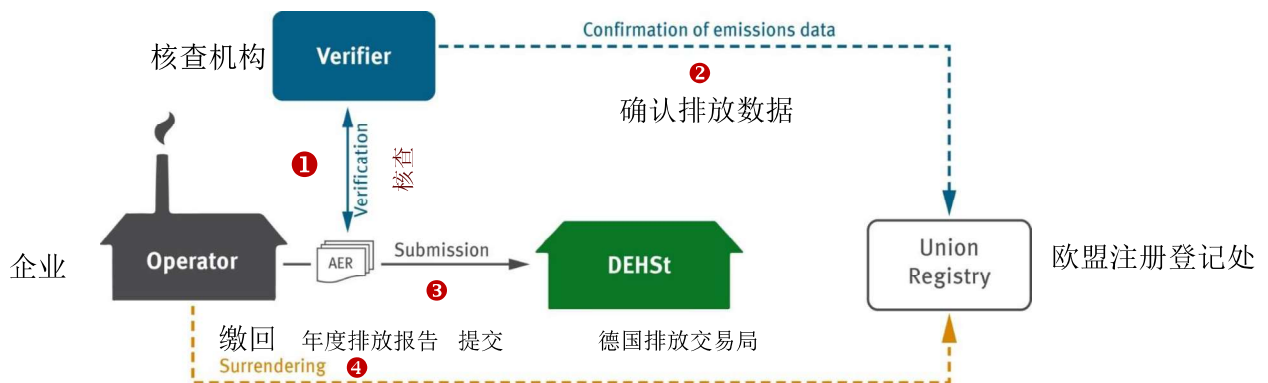 Confirmation of emissions data
核查机构
Verifier
❷
确认排放数据
❶
Verification
核查
企业
Operator
AER
Submission
❸
DEHSt
Union
Registry
欧盟注册登记处
缴回
年度排放报告
提交
德国排放交易局
Surrendering
❹